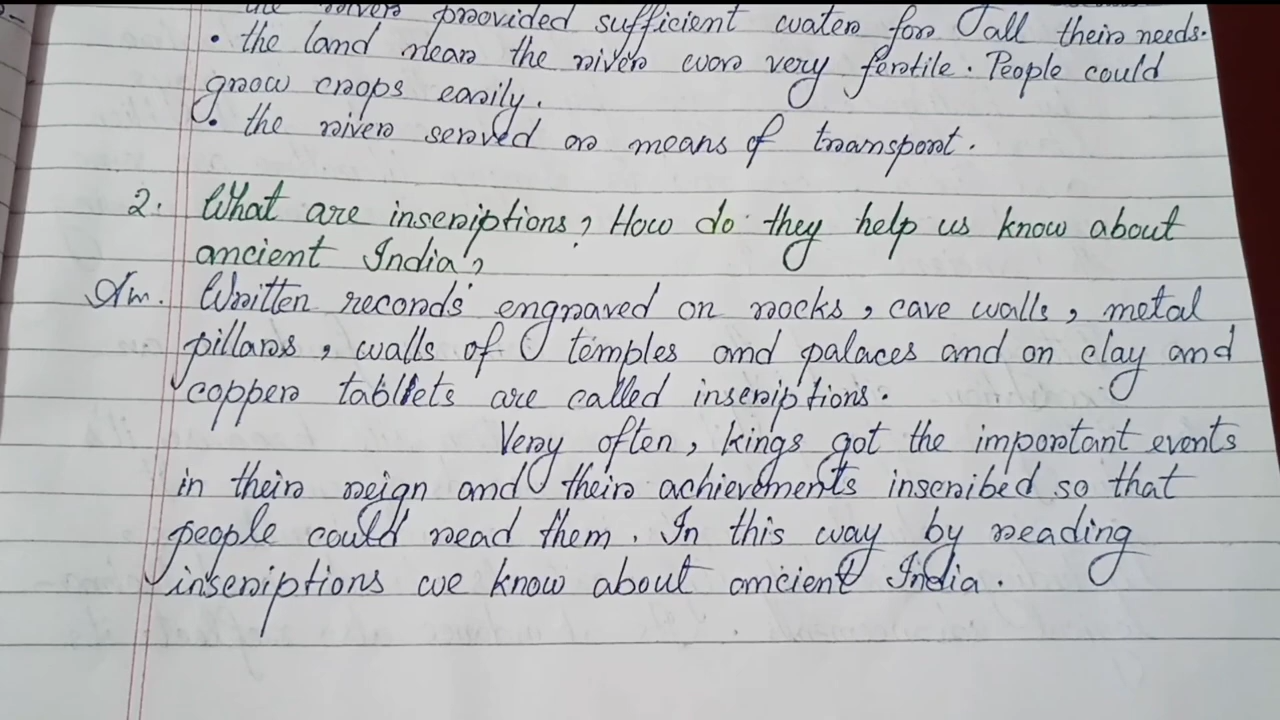 the rivers provided sufficient water for all their needs.
• the land near the river was very fertile. People could
grow crops easily.
• the river served as means of transport.
2. What are inscriptions? How do they help us know about
ancient India?
Ans. Written records engraved on rocks, cave walls, metal
pillars, walls of temples and palaces and on clay and
copper tablets are called inscriptions.
Very often, kings got the important events
in their reign and their achievements inscribed so that
people could read them. In this way by reading
inscriptions we know about ancient India.